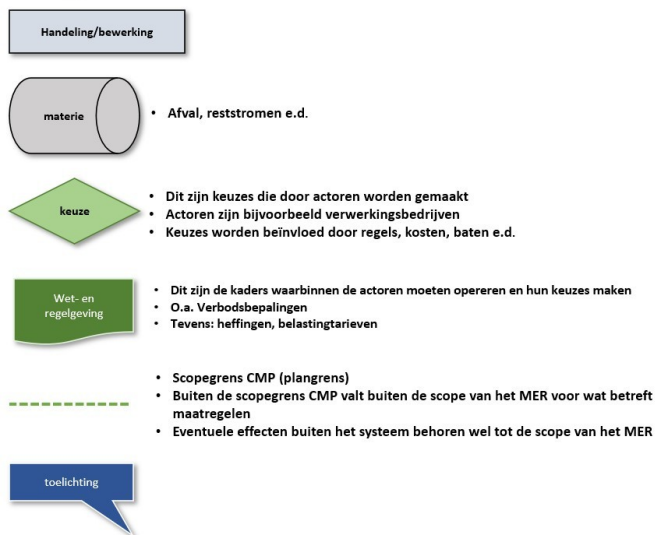 Handeling/bewerking
materie
• Afval, reststromen e.d.
keuze
• Dit zijn keuzes die door actoren worden gemaakt
• Actoren zijn bijvoorbeeld verwerkingsbedrijven
• Keuzes worden beïnvloed door regels, kosten, baten e.d.
Wet- en
regelgeving
• Dit zijn de kaders waarbinnen de actoren moeten opereren en hun keuzes maken
• O.a. Verbodsbepalingen
• Tevens: heffingen, belastingtarieven
• Scopegrens CMP (plangrens)
• Buiten de scopegrens CMP valt buiten de scope van het MER voor wat betreft
maatregelen
• Eventuele effecten buiten het systeem behoren wel tot de scope van het MER
toelichting